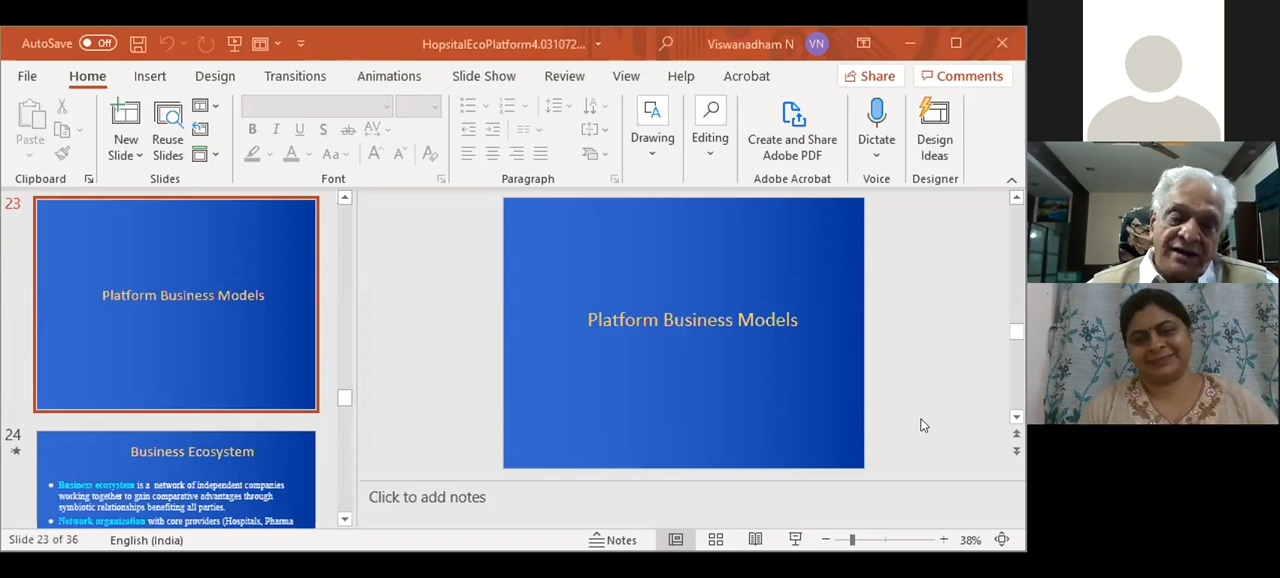 AutoSave Off
HopsitalEcoPlatform4.031072...
Viswanadham N VN
File Home Insert Design Transitions Animations Slide Show Review View Help Acrobat Share Comments
Paste
New Slide
Reuse Slides
B I U S ab AV
Aa A A A
Drawing
Editing
Create and Share Adobe PDF
Dictate
Design Ideas
Clipboard Slides Font Paragraph Adobe Acrobat Voice Designer
23
Platform Business Models
24
Business Ecosystem
Business ecosystem is a network of independent companies
working together to gain comparative advantages through
symbiotic relationships benefiting all parties.
Network organization with core providers (Hospitals, Pharma
Platform Business Models
Click to add notes
Slide 23 of 36 English (India) Notes 38%